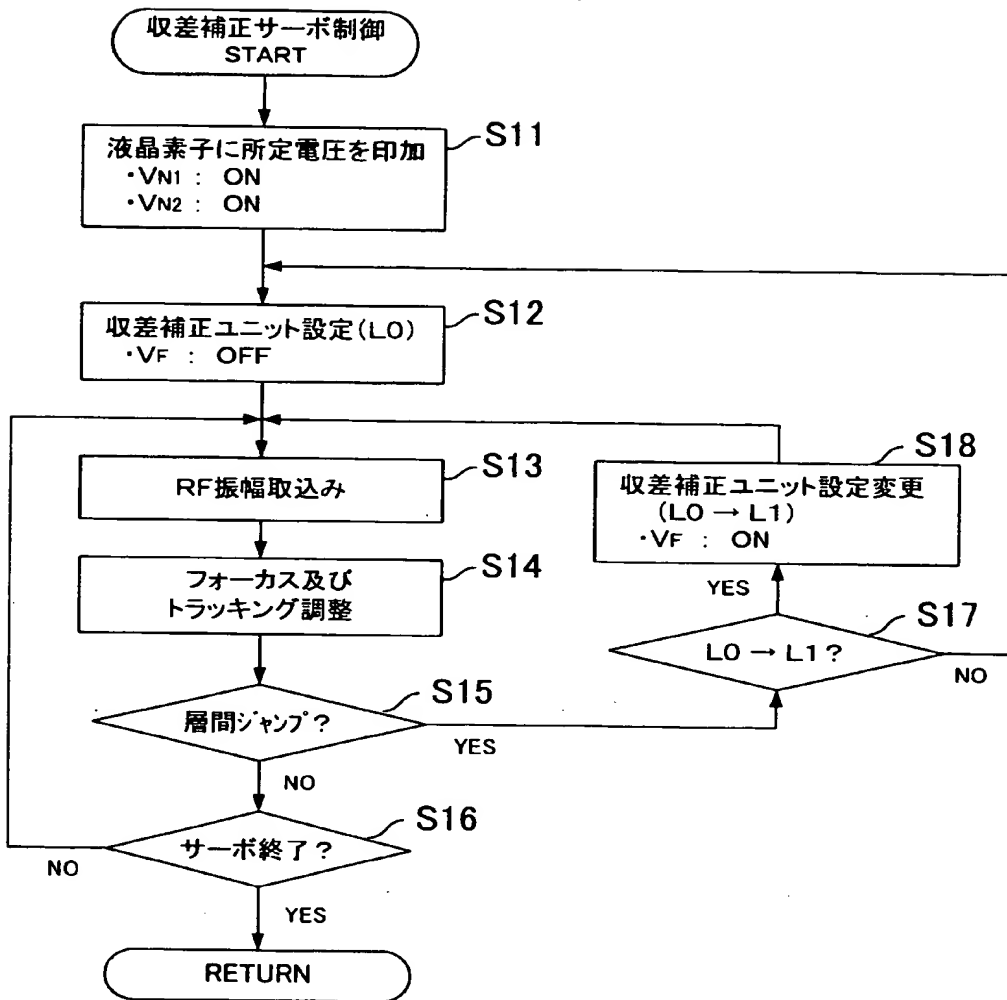 収差補正サーボ制御
START
液晶素子に所定電圧を印加
・VN1 : ON
・VN2 : ON
S11
収差補正ユニット設定(L0)
・VF : OFF
S12
RF振幅取込み
S13
フォーカス及び
トラッキング調整
S14
層間ジャンプ?
S15
YES
NO
サーボ終了?
S16
NO
YES
RETURN
収差補正ユニット設定変更
(L0 → L1)
・VF : ON
S18
YES
L0 → L1?
S17
NO